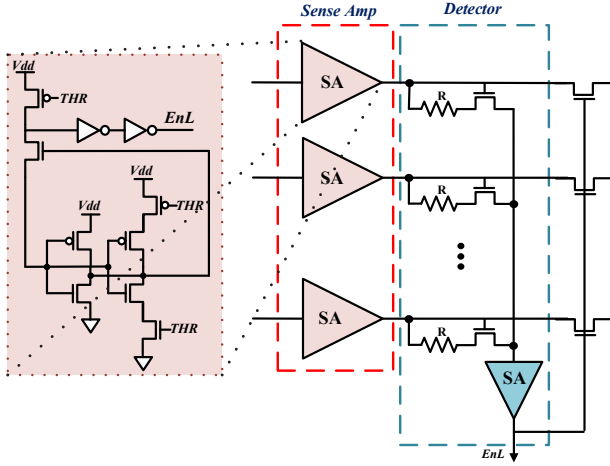 Sense Amp
Detector
Vdd
THR
EnL
Vdd
Vdd
THR
THR
SA
R
SA
R
SA
R
SA
EnL